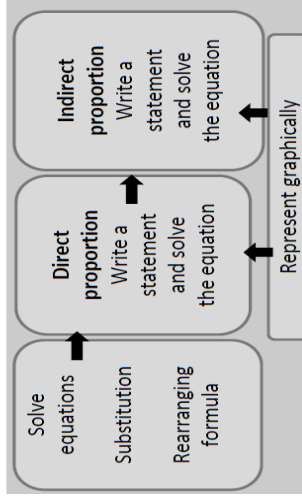 Solve
equations
Substitution
Rearranging
formula
Direct
proportion
Write a
statement
and solve
the equation
Indirect
proportion
Write a
statement
and solve
the equation
Represent graphically